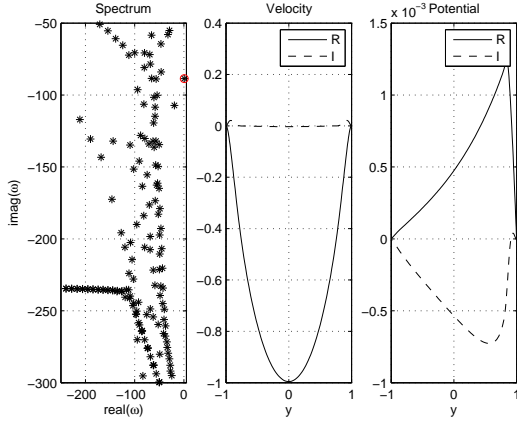 Spectrum
−50
−100
−150
−200
−250
−300
−200
−100
0
real(ω)
imag(ω)
Velocity
R
I
0.4
0.2
0
−0.2
−0.4
−0.6
−0.8
−1
−1
0
1
y
x 10⁻³ Potential
R
I
1.5
1
0.5
0
−0.5
−1
−1
0
1
y